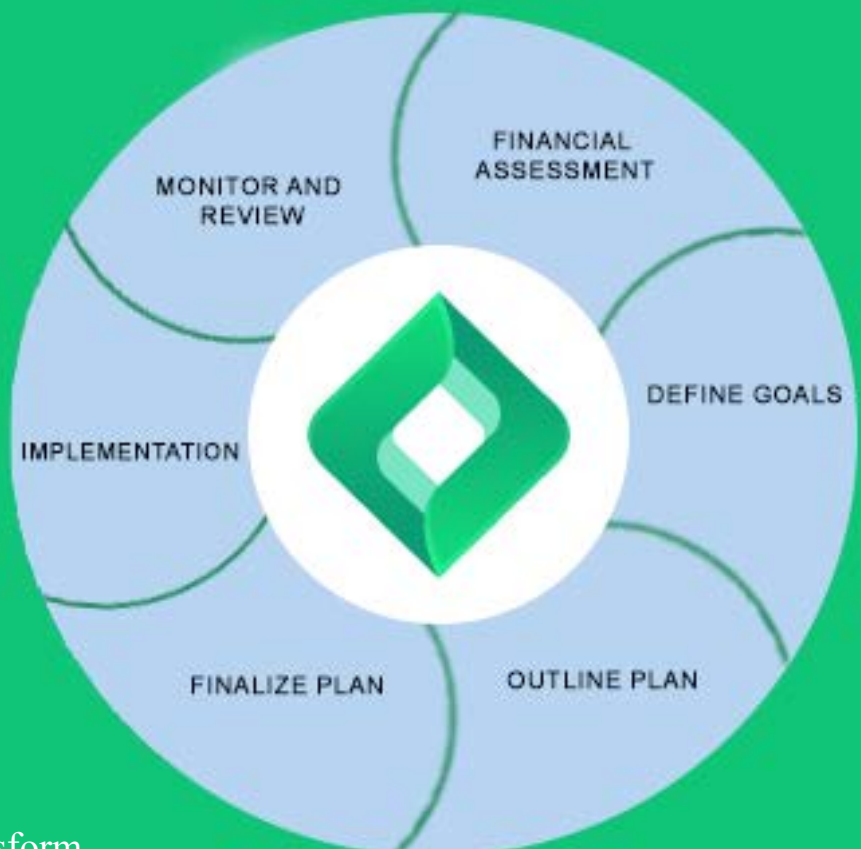 FINANCIAL
ASSESSMENT
DEFINE GOALS
OUTLINE PLAN
FINALIZE PLAN
IMPLEMENTATION
MONITOR AND
REVIEW